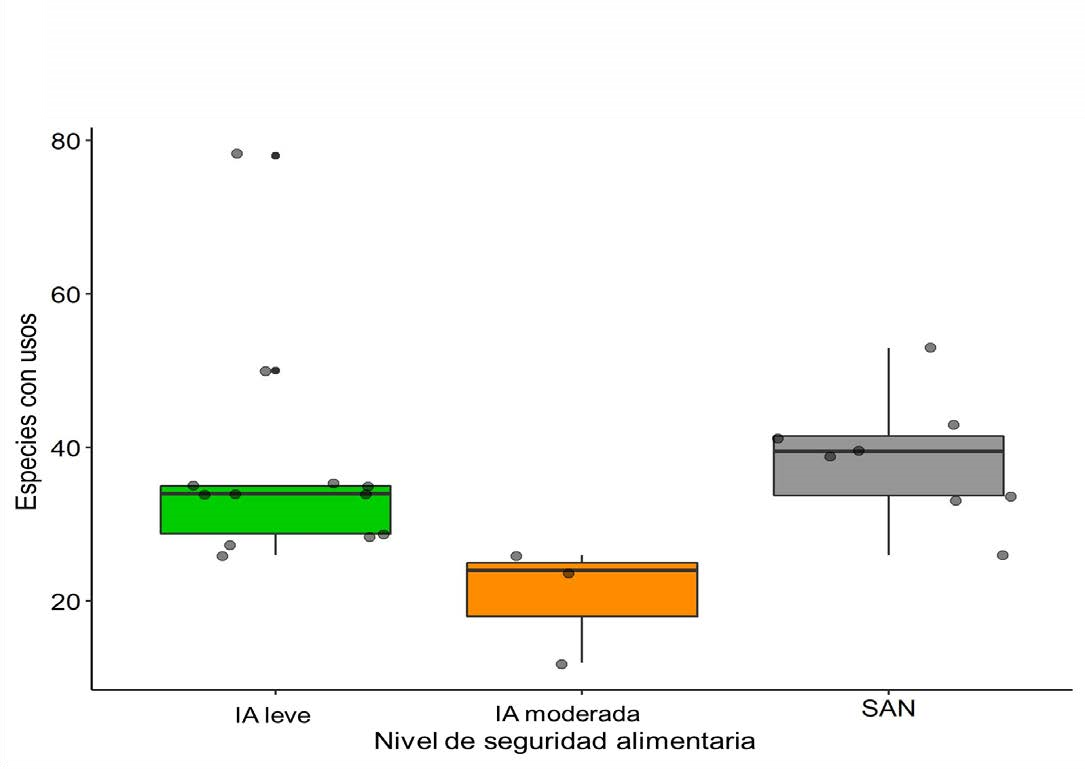 80
60
40
20
Especies con usos
IA leve
IA moderada
SAN
Nivel de seguridad alimentaria